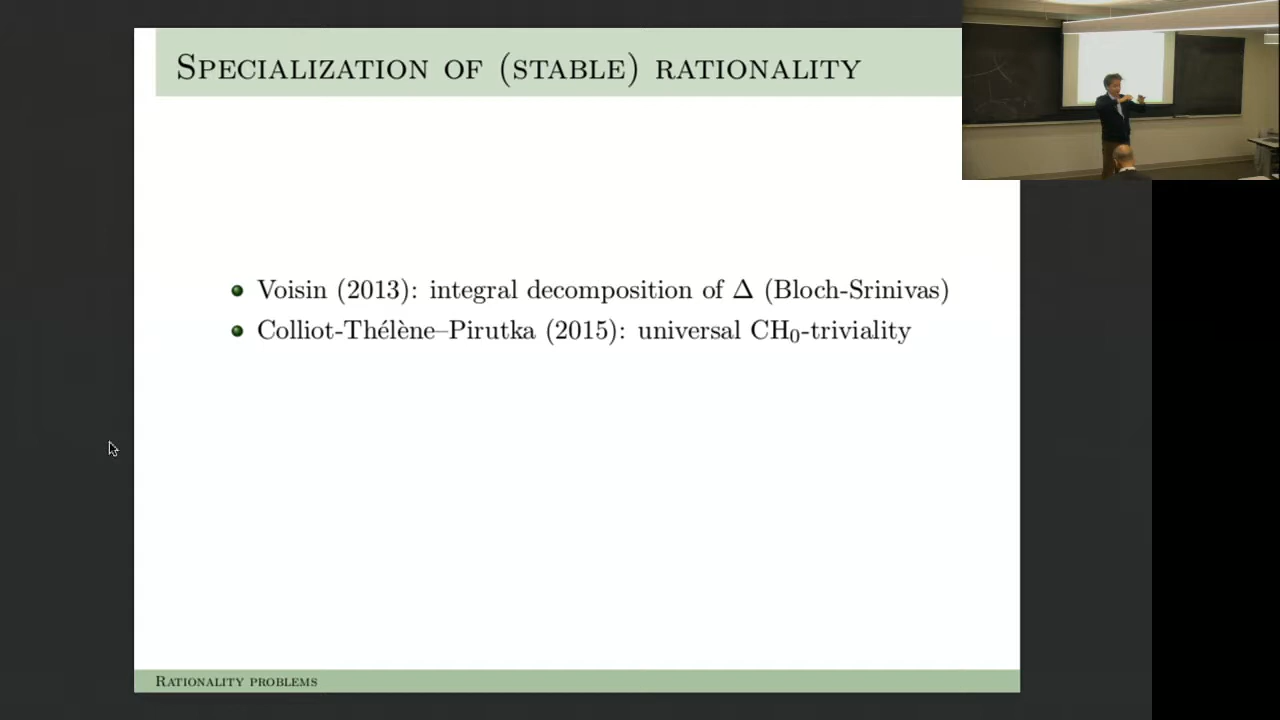 Specialization of (stable) rationality
Voisin (2013): integral decomposition of Δ (Bloch-Srinivas)
Colliot-Thélène–Pirutka (2015): universal CH₀-triviality
Rationality problems